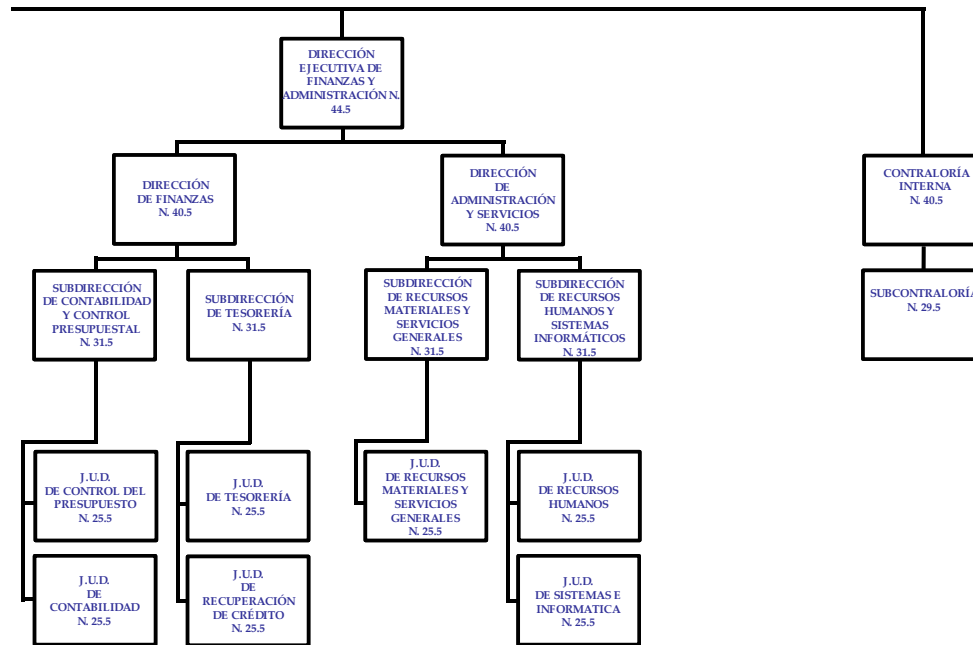 DIRECCIÓN
EJECUTIVA DE
FINANZAS Y
ADMINISTRACIÓN N.
44.5
DIRECCIÓN
DE FINANZAS
N. 40.5
DIRECCIÓN
DE
ADMINISTRACIÓN
Y SERVICIOS
N. 40.5
CONTRALORÍA
INTERNA
N. 40.5
SUBDIRECCIÓN
DE CONTABILIDAD
Y CONTROL
PRESUPUESTAL
N. 31.5
SUBDIRECCIÓN
DE TESORERÍA
N. 31.5
SUBDIRECCIÓN
DE RECURSOS
MATERIALES Y
SERVICIOS
GENERALES
N. 31.5
SUBDIRECCIÓN
DE RECURSOS
HUMANOS Y
SISTEMAS
INFORMÁTICOS
N. 31.5
SUBCONTRALORÍA
N. 29.5
J.U.D.
DE CONTROL DEL
PRESUPUESTO
N. 25.5
J.U.D.
DE TESORERÍA
N. 25.5
J.U.D.
DE RECURSOS
MATERIALES Y
SERVICIOS
GENERALES
N. 25.5
J.U.D.
DE RECURSOS
HUMANOS
N. 25.5
J.U.D.
DE
CONTABILIDAD
N. 25.5
J.U.D.
DE
RECUPERACIÓN
DE CRÉDITO
N. 25.5
J.U.D.
DE SISTEMAS E
INFORMATICA
N. 25.5